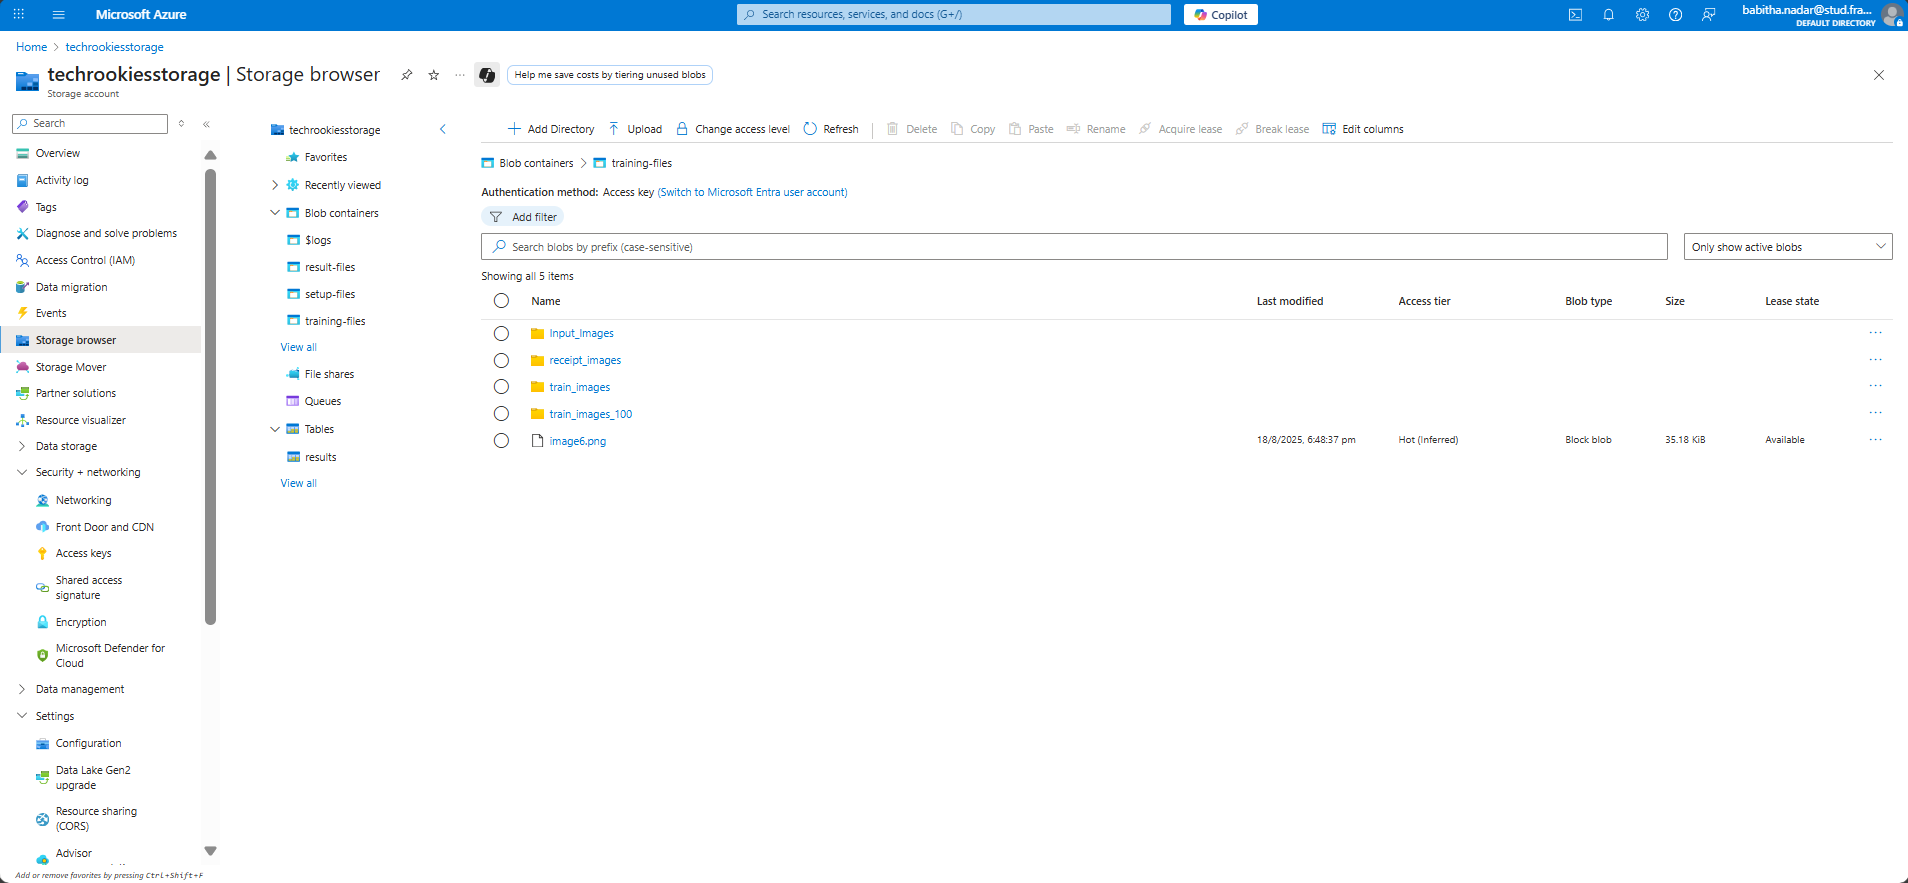 Microsoft Azure
Search resources, services, and docs (G+/)
Copilot
babitha.nadar@stud.fra...
DEFAULT DIRECTORY
Home > techrookiesstorage
techrookiesstorage | Storage browser
Help me save costs by tiering unused blobs
Storage account
Search
Overview
Activity log
Tags
Diagnose and solve problems
Access Control (IAM)
Data migration
Events
Storage browser
Storage Mover
Partner solutions
Resource visualizer
Data storage
Security + networking
Networking
Front Door and CDN
Access keys
Shared access
signature
Encryption
Microsoft Defender for
Cloud
Data management
Settings
Configuration
Data Lake Gen2
upgrade
Resource sharing
(CORS)
Advisor
Add or remove favorites by pressing Ctrl+Shift+F
techrookiesstorage
Favorites
Recently viewed
Blob containers
$logs
result-files
setup-files
training-files
View all
File shares
Queues
Tables
results
View all
Add Directory Upload Change access level Refresh Delete Copy Paste Rename Acquire lease Break lease Edit columns
Blob containers > training-files
Authentication method: Access key (Switch to Microsoft Entra user account)
Add filter
Search blobs by prefix (case-sensitive)
Only show active blobs
Showing all 5 items
Name Last modified Access tier Blob type Size Lease state
Input_Images
receipt_images
train_images
train_images_100
image6.png 18/8/2025, 6:48:37 pm Hot (Inferred) Block blob 35.18 KiB Available